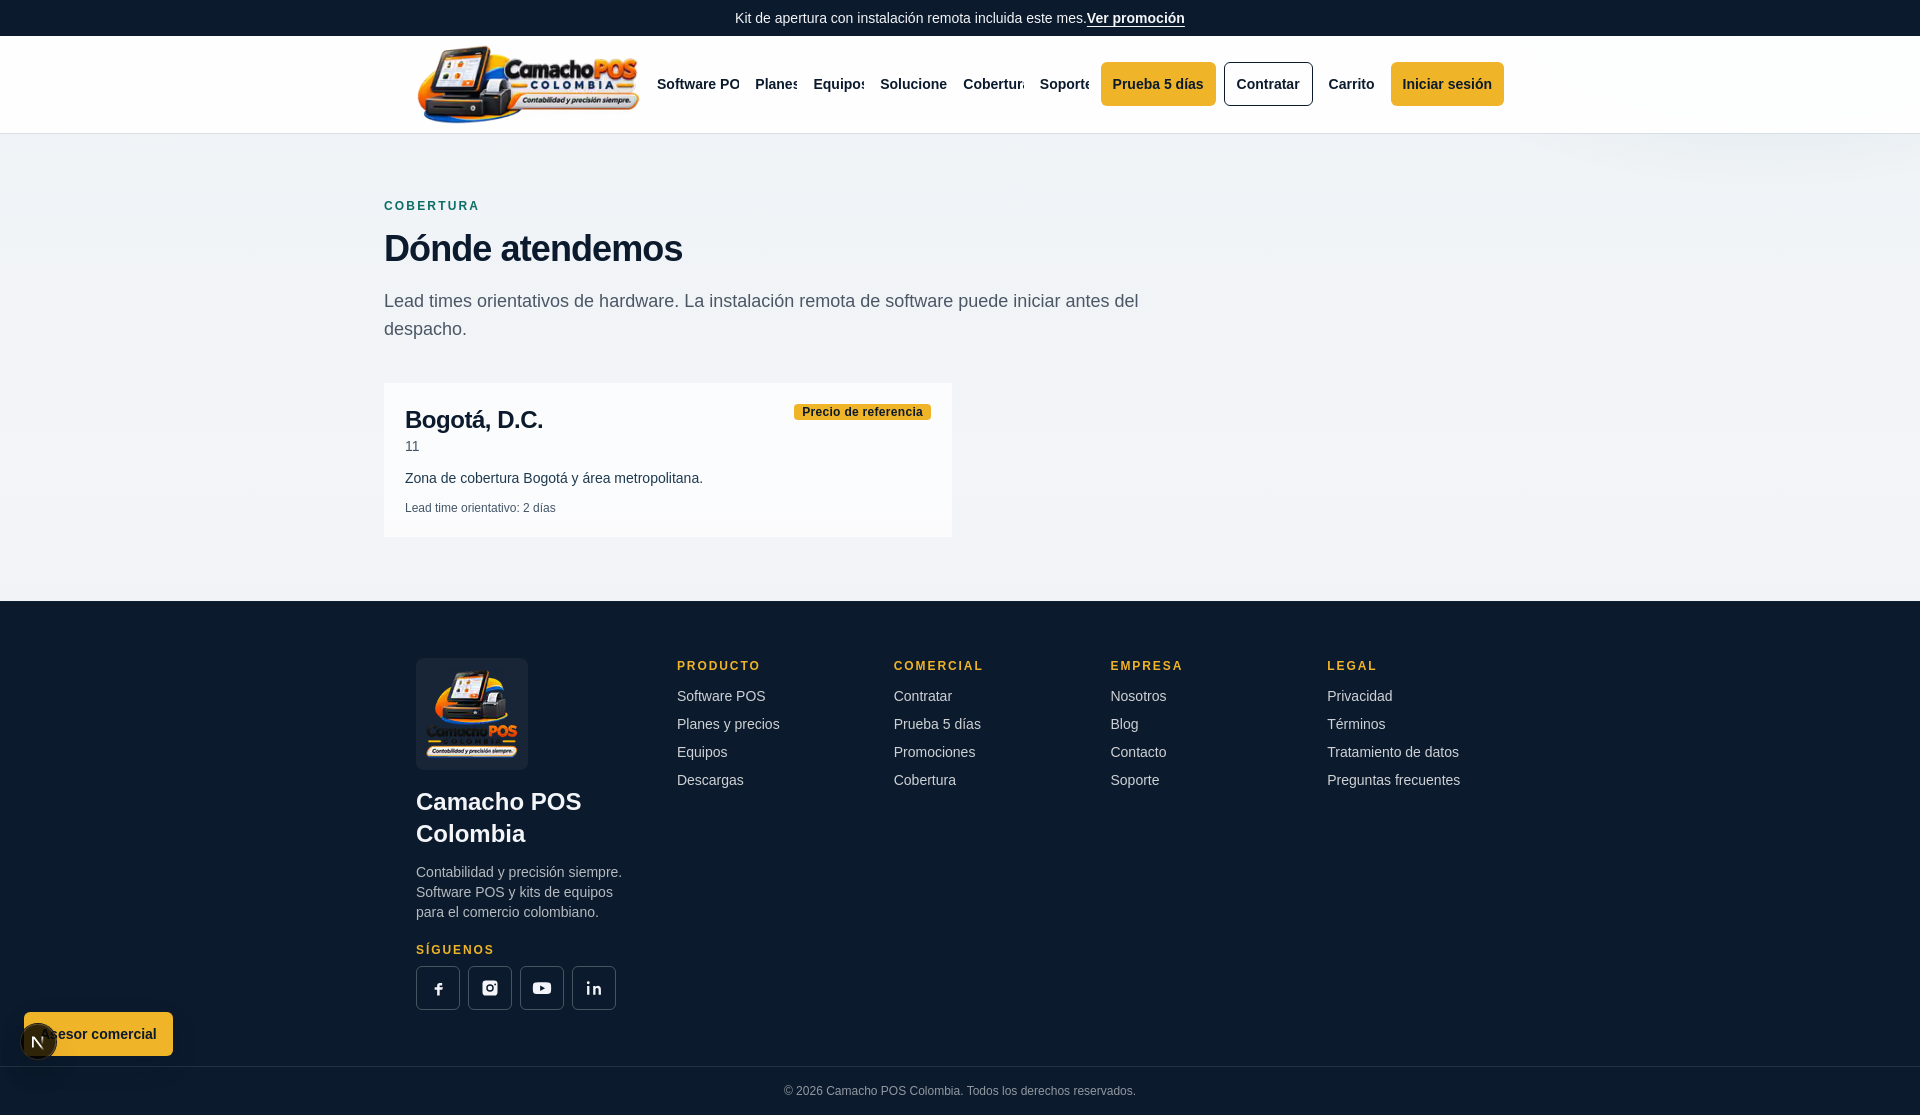 Kit de apertura con instalación remota incluida este mes.Ver promoción
CamachoPOS
COLOMBIA
Contabilidad y precisión siempre.
Software PO Planes Equipos Solucione Cobertura Soporte Prueba 5 días Contratar Carrito Iniciar sesión
COBERTURA
Dónde atendemos
Lead times orientativos de hardware. La instalación remota de software puede iniciar antes del
despacho.
Bogotá, D.C.
Precio de referencia
11
Zona de cobertura Bogotá y área metropolitana.
Lead time orientativo: 2 días
CamachoPOS
COLOMBIA
Contabilidad y precisión siempre.
Camacho POS
Colombia
Contabilidad y precisión siempre.
Software POS y kits de equipos
para el comercio colombiano.
SÍGUENOS
PRODUCTO
Software POS
Planes y precios
Equipos
Descargas
COMERCIAL
Contratar
Prueba 5 días
Promociones
Cobertura
EMPRESA
Nosotros
Blog
Contacto
Soporte
LEGAL
Privacidad
Términos
Tratamiento de datos
Preguntas frecuentes
Asesor comercial
© 2026 Camacho POS Colombia. Todos los derechos reservados.